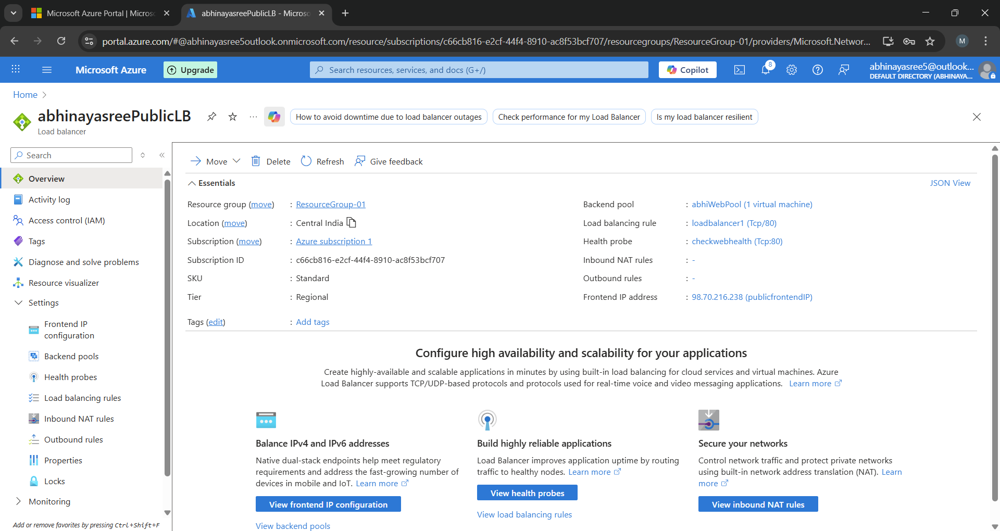 Microsoft Azure Portal | Micros
abhinayasreePublicLB - Microso
portal.azure.com/#@abhinayasree5outlook.onmicrosoft.com/resource/subscriptions/c66cb816-e2cf-44f4-8910-ac8f53bcf707/resourcegroups/ResourceGroup-01/providers/Microsoft.Networ...
M
Microsoft Azure
Upgrade
Search resources, services, and docs (G+/)
Copilot
8
abhinayasree5@outlook...
DEFAULT DIRECTORY (ABHINAYA...
Home
abhinayasreePublicLB
Load balancer
How to avoid downtime due to load balancer outages
Check performance for my Load Balancer
Is my load balancer resilient
Search
Overview
Activity log
Access control (IAM)
Tags
Diagnose and solve problems
Resource visualizer
Settings
Frontend IP
configuration
Backend pools
Health probes
Load balancing rules
Inbound NAT rules
Outbound rules
Properties
Locks
Monitoring
Add or remove favorites by pressing Ctrl+Shift+F
Move
Delete
Refresh
Give feedback
Essentials
JSON View
Resource group (move) : ResourceGroup-01
Location (move) : Central India
Subscription (move) : Azure subscription 1
Subscription ID : c66cb816-e2cf-44f4-8910-ac8f53bcf707
SKU : Standard
Tier : Regional
Tags (edit) : Add tags
Backend pool : abhiWebPool (1 virtual machine)
Load balancing rule : loadbalancer1 (Tcp/80)
Health probe : checkwebhealth (Tcp:80)
Inbound NAT rules : -
Outbound rules : -
Frontend IP address : 98.70.216.238 (publicfrontendIP)
Configure high availability and scalability for your applications
Create highly-available and scalable applications in minutes by using built-in load balancing for cloud services and virtual machines. Azure
Load Balancer supports TCP/UDP-based protocols and protocols used for real-time voice and video messaging applications. Learn more
Balance IPv4 and IPv6 addresses
Native dual-stack endpoints help meet regulatory
requirements and address the fast-growing number of
devices in mobile and IoT. Learn more
View frontend IP configuration
View backend pools
Build highly reliable applications
Load Balancer improves application uptime by routing
traffic to healthy nodes. Learn more
View health probes
View load balancing rules
Secure your networks
Control network traffic and protect private networks
using built-in network address translation (NAT). Learn
more
View inbound NAT rules